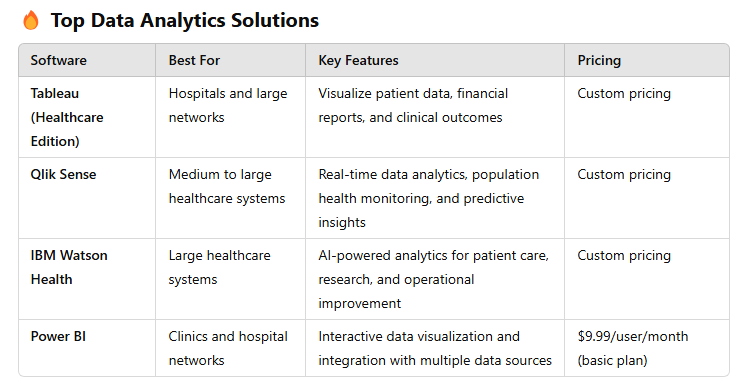 🔥 Top Data Analytics Solutions
Software Best For Key Features Pricing
Tableau Hospitals and large Visualize patient data, financial Custom pricing
(Healthcare networks reports, and clinical outcomes
Edition)
Qlik Sense Medium to large Real-time data analytics, population Custom pricing
healthcare systems health monitoring, and predictive
insights
IBM Watson Large healthcare AI-powered analytics for patient care, Custom pricing
Health systems research, and operational
improvement
Power BI Clinics and hospital Interactive data visualization and $9.99/user/month
networks integration with multiple data sources (basic plan)